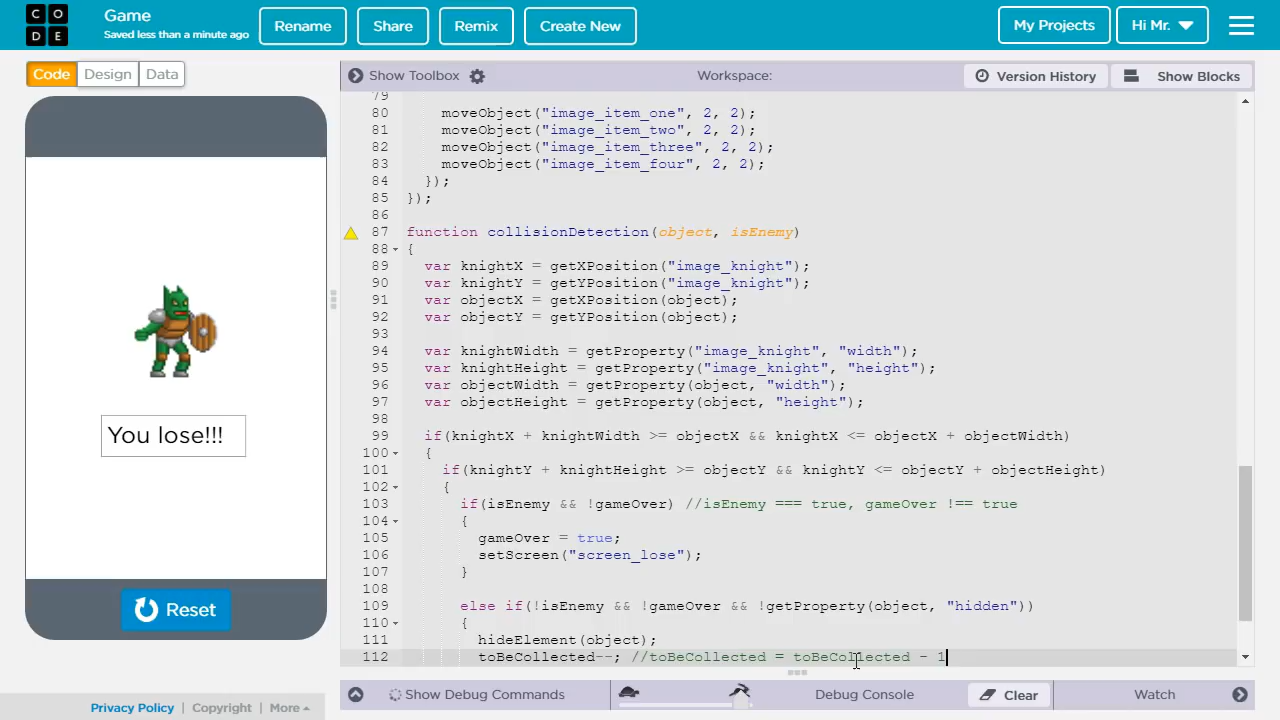 CO
DE
Game
Saved less than a minute ago
Rename
Share
Remix
Create New
My Projects
Hi Mr.
Code
Design
Data
Show Toolbox
Workspace:
Version History
Show Blocks
79
80 moveObject("image_item_one", 2, 2);
81 moveObject("image_item_two", 2, 2);
82 moveObject("image_item_three", 2, 2);
83 moveObject("image_item_four", 2, 2);
84 });
85 });
86
87 function collisionDetection(object, isEnemy)
88 {
89 var knightX = getXPosition("image_knight");
90 var knightY = getYPosition("image_knight");
91 var objectX = getXPosition(object);
92 var objectY = getYPosition(object);
93
94 var knightWidth = getProperty("image_knight", "width");
95 var knightHeight = getProperty("image_knight", "height");
96 var objectWidth = getProperty(object, "width");
97 var objectHeight = getProperty(object, "height");
98
99 if(knightX + knightWidth >= objectX && knightX <= objectX + objectWidth)
100 {
101 if(knightY + knightHeight >= objectY && knightY <= objectY + objectHeight)
102 {
103 if(isEnemy && !gameOver) //isEnemy === true, gameOver !== true
104 {
105 gameOver = true;
106 setScreen("screen_lose");
107 }
108
109 else if(!isEnemy && !gameOver && !getProperty(object, "hidden"))
110 {
111 hideElement(object);
112 toBeCollected--; //toBeCollected = toBeCollected - 1
You lose!!!
Reset
Show Debug Commands
Debug Console
Clear
Watch
Privacy Policy | Copyright | More